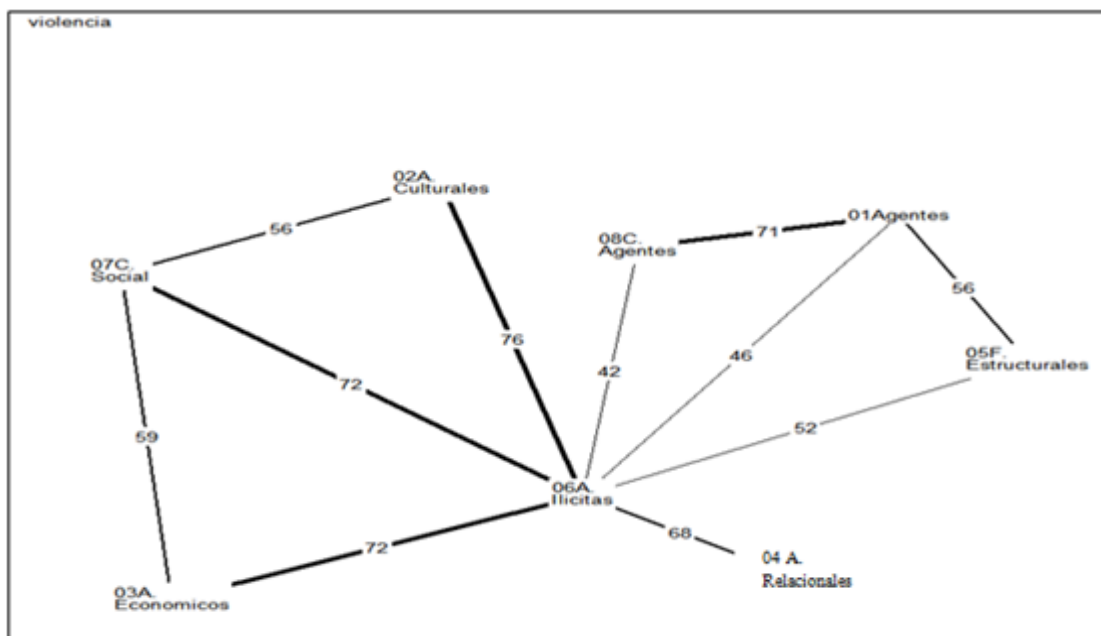 violencia
02A.
Culturales
01Agentes
08C.
Agentes
71
56
07C.
Social
56
76
05F.
Estructurales
72
42
46
59
52
06A.
Ilicitas
68
72
04 A.
Relacionales
03A.
Economicos